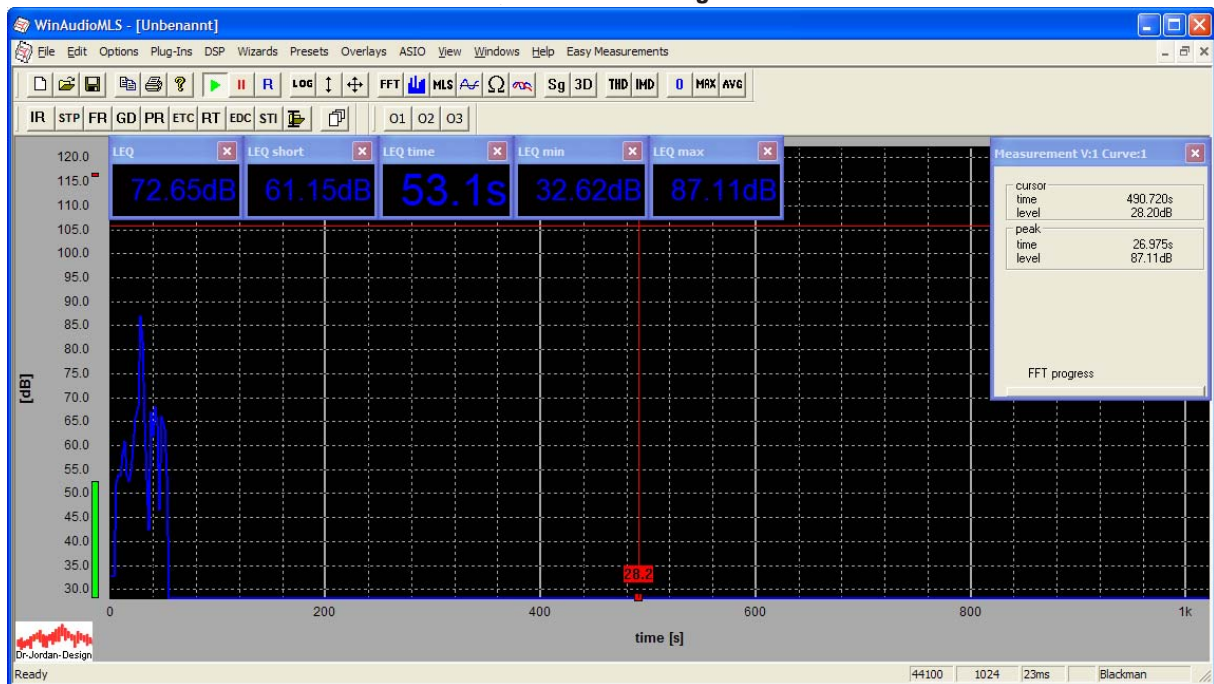 WinAudioMLS - [Unbenannt]
File Edit Options Plug-Ins DSP Wizards Presets Overlays ASIO View Windows Help Easy Measurements
R LOG FFT MLS Ω Sg 3D THD IMD 0 MAX AVG
IR STP FR GD PR ETC RT EDC STI O1 O2 O3
LEQ LEQ short LEQ time LEQ min LEQ max
72.65dB 61.15dB 53.1s 32.62dB 87.11dB
Measurement V:1 Curve:1
cursor
time 490.720s
level 28.20dB
peak
time 26.975s
level 87.11dB
FFT progress
120.0
115.0
110.0
105.0
100.0
95.0
90.0
85.0
80.0
75.0
70.0
65.0
60.0
55.0
50.0
45.0
40.0
35.0
30.0
[dB]
28.2
0 200 400 600 800 1k
time [s]
Dr-Jordan-Design
Ready 44100 1024 23ms Blackman